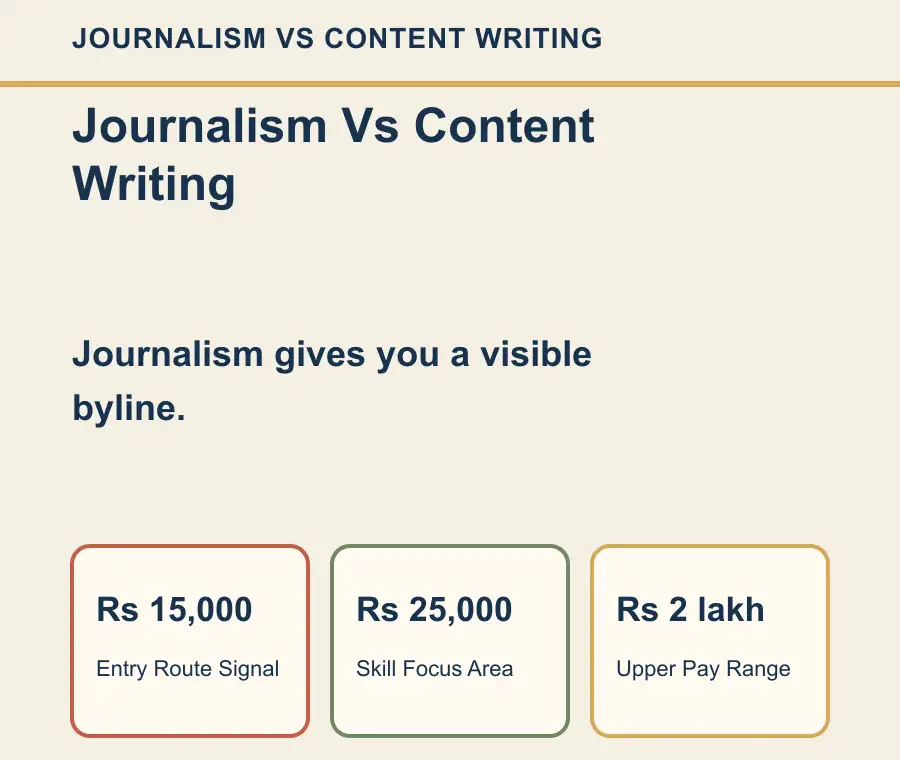 JOURNALISM VS CONTENT WRITING
Journalism Vs Content
Writing
Journalism gives you a visible
byline.
Rs 15,000
Entry Route Signal
Rs 25,000
Skill Focus Area
Rs 2 lakh
Upper Pay Range